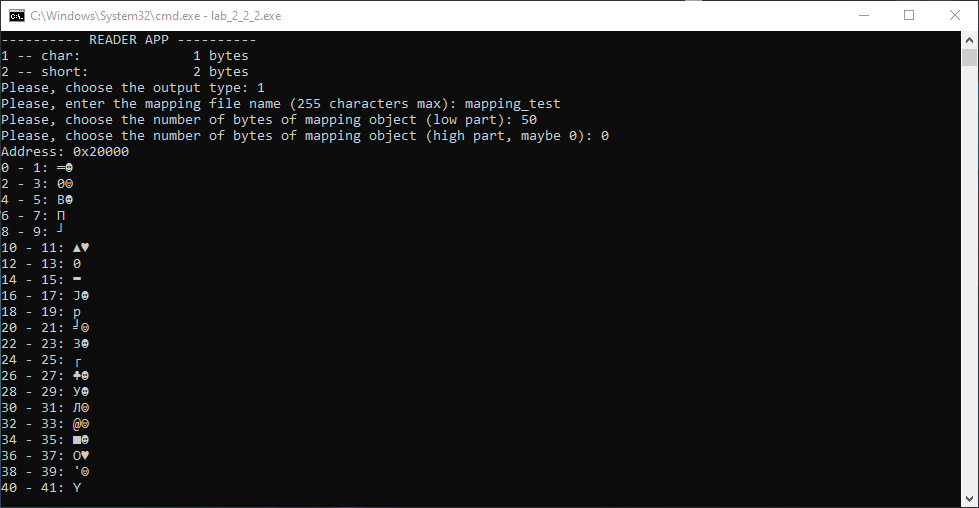 C:\Windows\System32\cmd.exe - lab_2_2_2.exe
---------- READER APP ----------
1 -- char:              1 bytes
2 -- short:             2 bytes
Please, choose the output type: 1
Please, enter the mapping file name (255 characters max): mapping_test
Please, choose the number of bytes of mapping object (low part): 50
Please, choose the number of bytes of mapping object (high part, maybe 0): 0
Address: 0x20000
0 - 1: ═☻
2 - 3: 0☺
4 - 5: B☻
6 - 7: П
8 - 9: ┘
10 - 11: ▲♥
12 - 13: 0
14 - 15: ▬
16 - 17: J☻
18 - 19: p
20 - 21: ╛☺
22 - 23: 3☻
24 - 25: ┌
26 - 27: ♣☻
28 - 29: У☻
30 - 31: Л☺
32 - 33: @☺
34 - 35: ■☻
36 - 37: O♥
38 - 39: '☺
40 - 41: Y